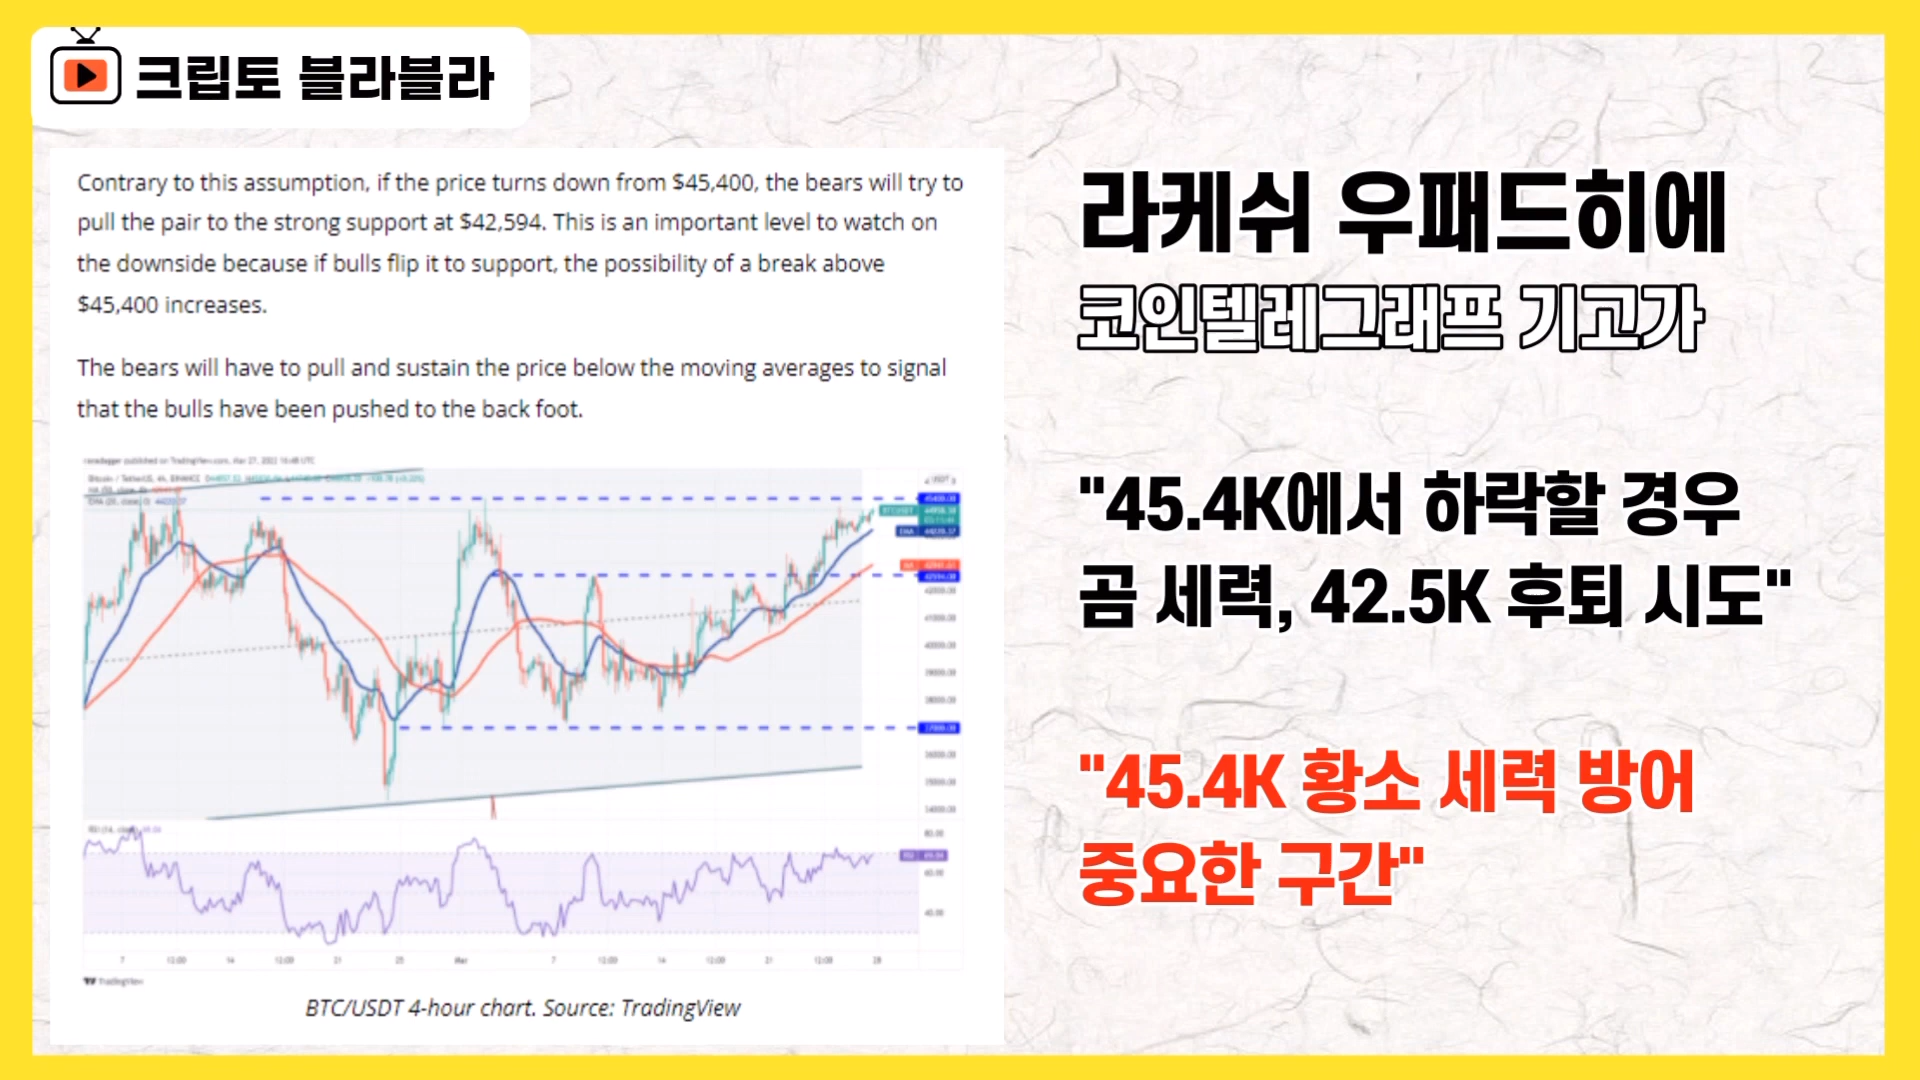 크립토 블라블라
Contrary to this assumption, if the price turns down from $45,400, the bears will try to
pull the pair to the strong support at $42,594. This is an important level to watch on
the downside because if bulls flip it to support, the possibility of a break above
$45,400 increases.
The bears will have to pull and sustain the price below the moving averages to signal
that the bulls have been pushed to the back foot.
TradingView
BTC/USDT 4-hour chart. Source: TradingView
라케쉬 우패드히에
코인텔레그래프 기고가
"45.4K에서 하락할 경우
곰 세력, 42.5K 후퇴 시도"
"45.4K 황소 세력 방어
중요한 구간"